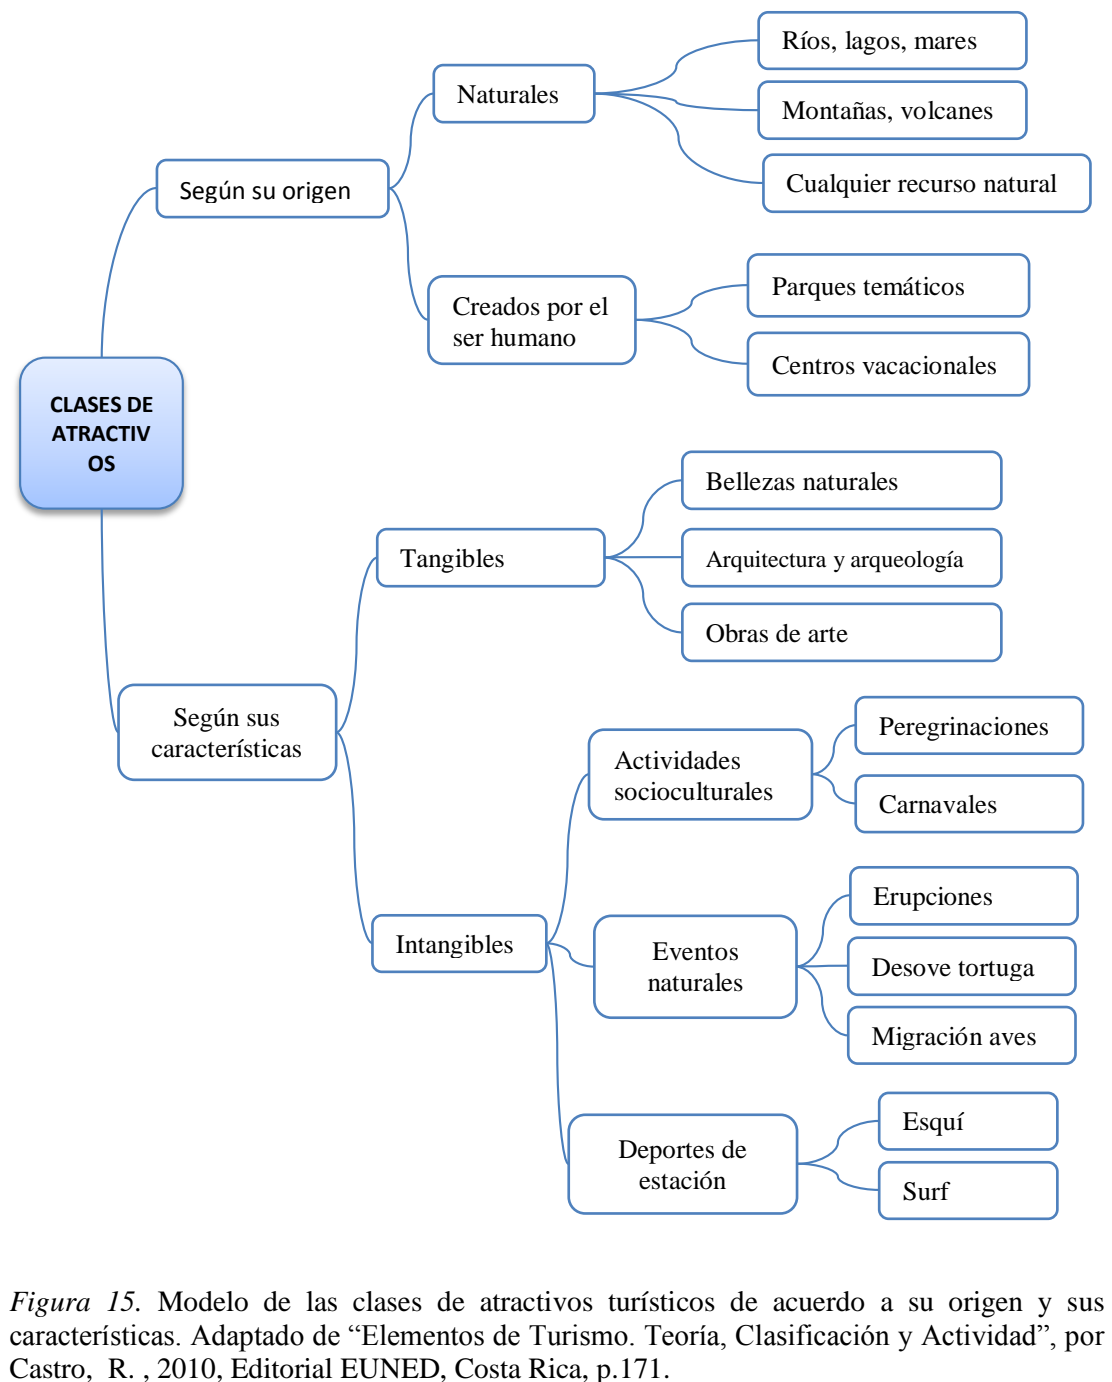 Ríos, lagos, mares
Naturales
Montañas, volcanes
Cualquier recurso natural
Según su origen
Parques temáticos
Creados por el
ser humano
Centros vacacionales
CLASES DE
ATRACTIV
OS
Bellezas naturales
Tangibles
Arquitectura y arqueología
Obras de arte
Según sus
características
Peregrinaciones
Actividades
socioculturales
Carnavales
Erupciones
Intangibles
Eventos
naturales
Desove tortuga
Migración aves
Esquí
Deportes de
estación
Surf
Figura 15. Modelo de las clases de atractivos turísticos de acuerdo a su origen y sus
características. Adaptado de “Elementos de Turismo. Teoría, Clasificación y Actividad”, por
Castro, R. , 2010, Editorial EUNED, Costa Rica, p.171.